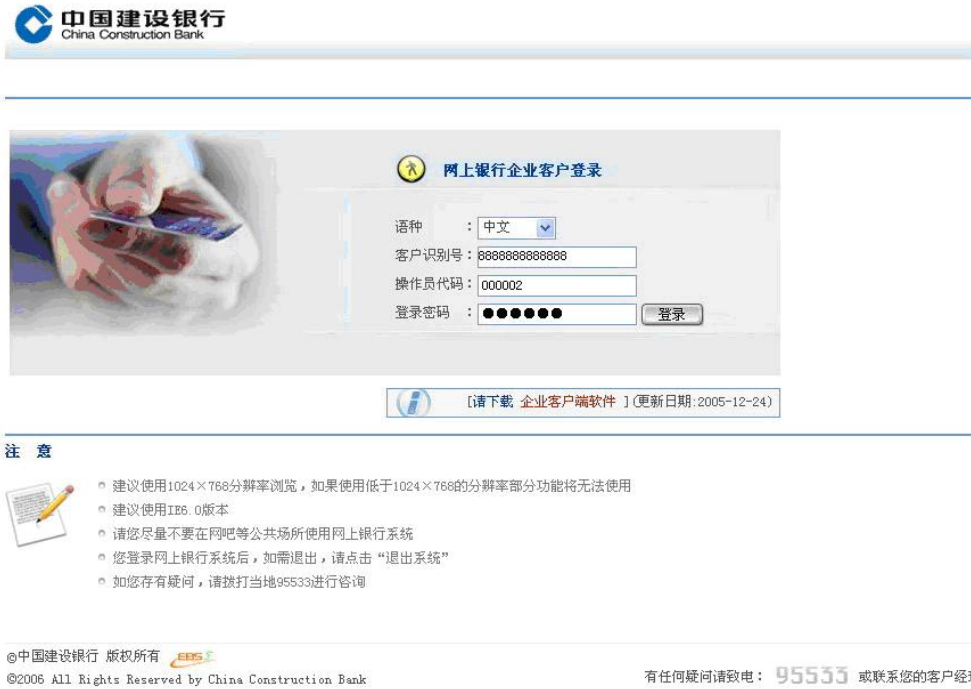 中国建设银行
China Construction Bank
网上银行企业客户登录
语种 : 中文
客户识别号: 8888888888888
操作员代码: 000002
登录密码 : ●●●●●● 登录
[请下载 企业客户端软件 ](更新日期:2005-12-24)
注 意
建议使用1024×768分辨率浏览,如果使用低于1024×768的分辨率部分功能将无法使用
建议使用IE6.0版本
请您尽量不要在网吧等公共场所使用网上银行系统
您登录网上银行系统后,如需退出,请点击“退出系统”
如您存有疑问,请拨打当地95533进行咨询
©中国建设银行 版权所有 EBS
©2006 All Rights Reserved by China Construction Bank
有任何疑问请致电: 95533 或联系您的客户经